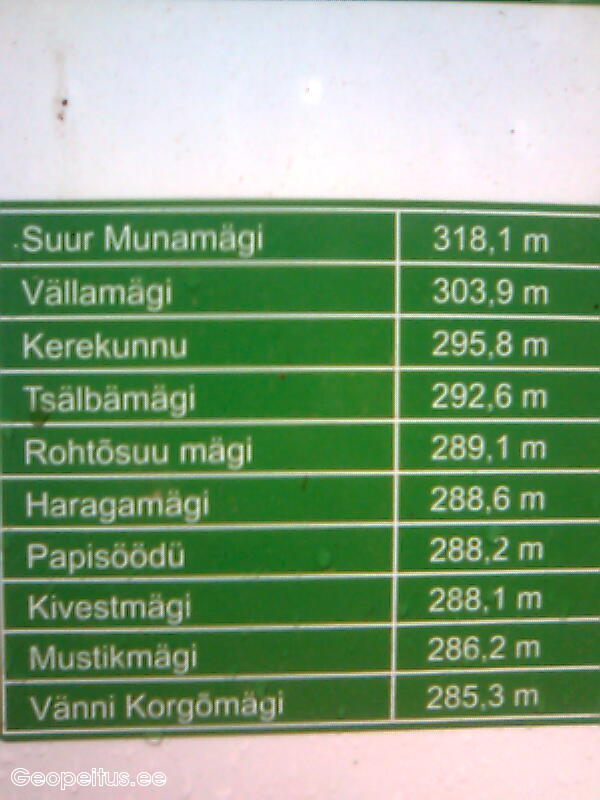 Suur Munamägi 318,1 m
Vällamägi 303,9 m
Kerekunnu 295,8 m
Tsälbämägi 292,6 m
Rohtõsuu mägi 289,1 m
Haragamägi 288,6 m
Papisöödü 288,2 m
Kivestmägi 288,1 m
Mustikmägi 286,2 m
Vänni Korgõmägi 285,3 m
Geopeitus.ee